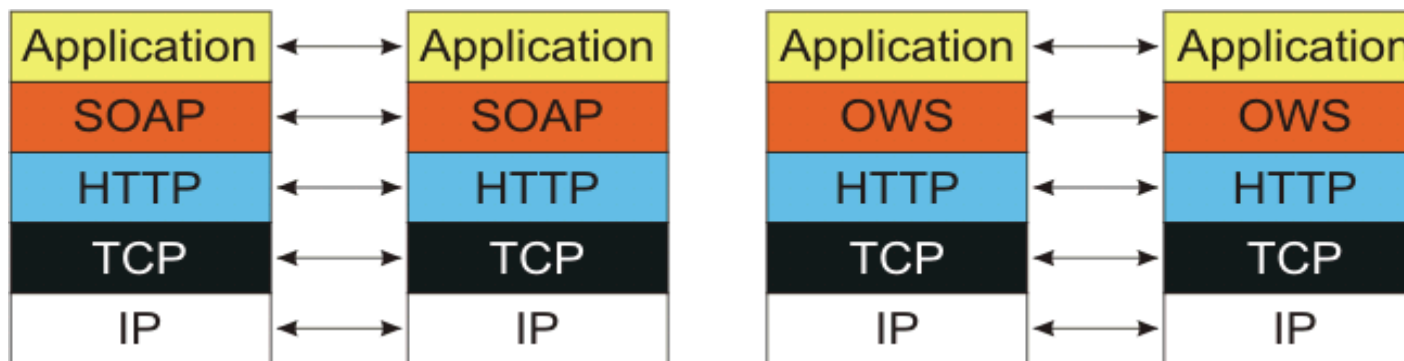 Application Application Application Application
SOAP SOAP OWS OWS
HTTP HTTP HTTP HTTP
TCP TCP TCP TCP
IP IP IP IP